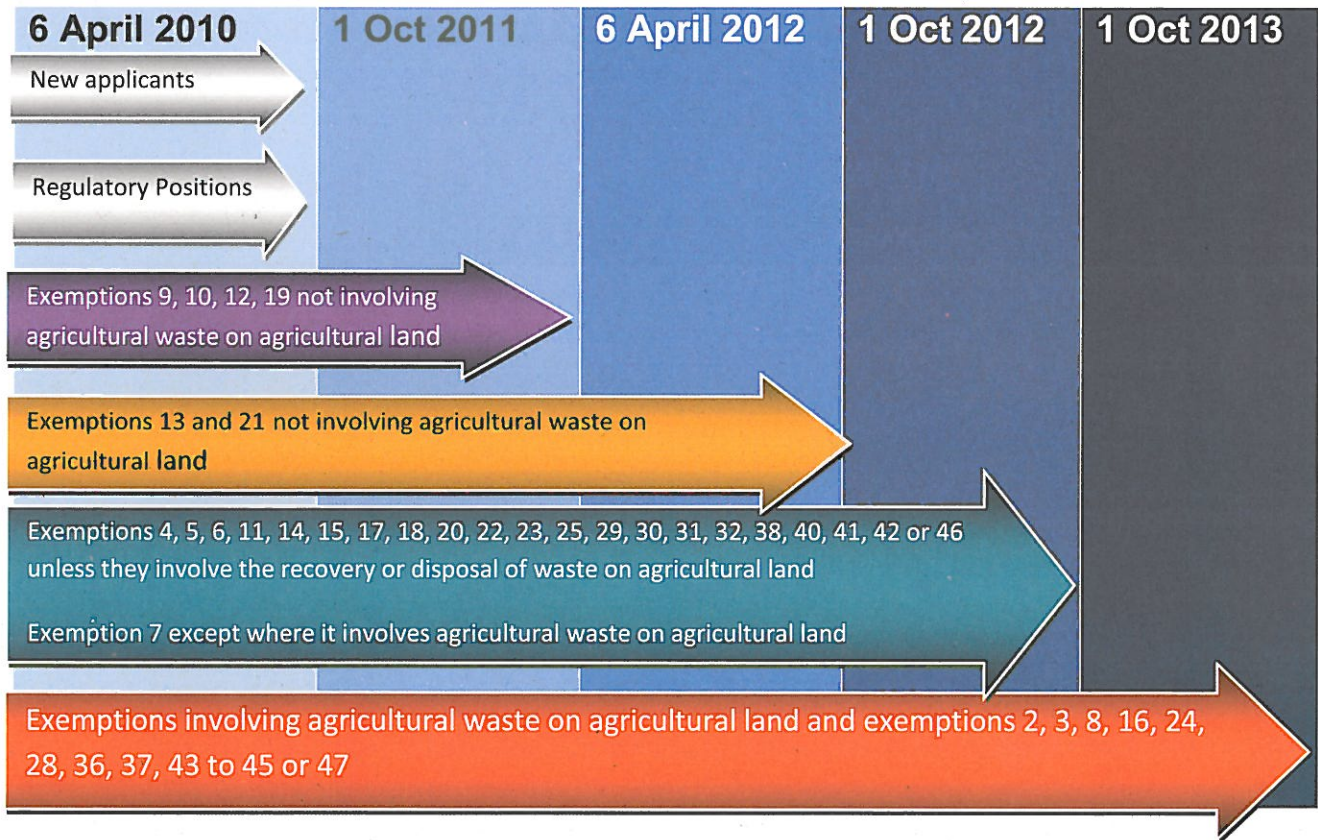 6 April 2010 1 Oct 2011 6 April 2012 1 Oct 2012 1 Oct 2013
New applicants
Regulatory Positions
Exemptions 9, 10, 12, 19 not involving
agricultural waste on agricultural land
Exemptions 13 and 21 not involving agricultural waste on
agricultural land
Exemptions 4, 5, 6, 11, 14, 15, 17, 18, 20, 22, 23, 25, 29, 30, 31, 32, 38, 40, 41, 42 or 46
unless they involve the recovery or disposal of waste on agricultural land
Exemption 7 except where it involves agricultural waste on agricultural land
Exemptions involving agricultural waste on agricultural land and exemptions 2, 3, 8, 16, 24,
28, 36, 37, 43 to 45 or 47